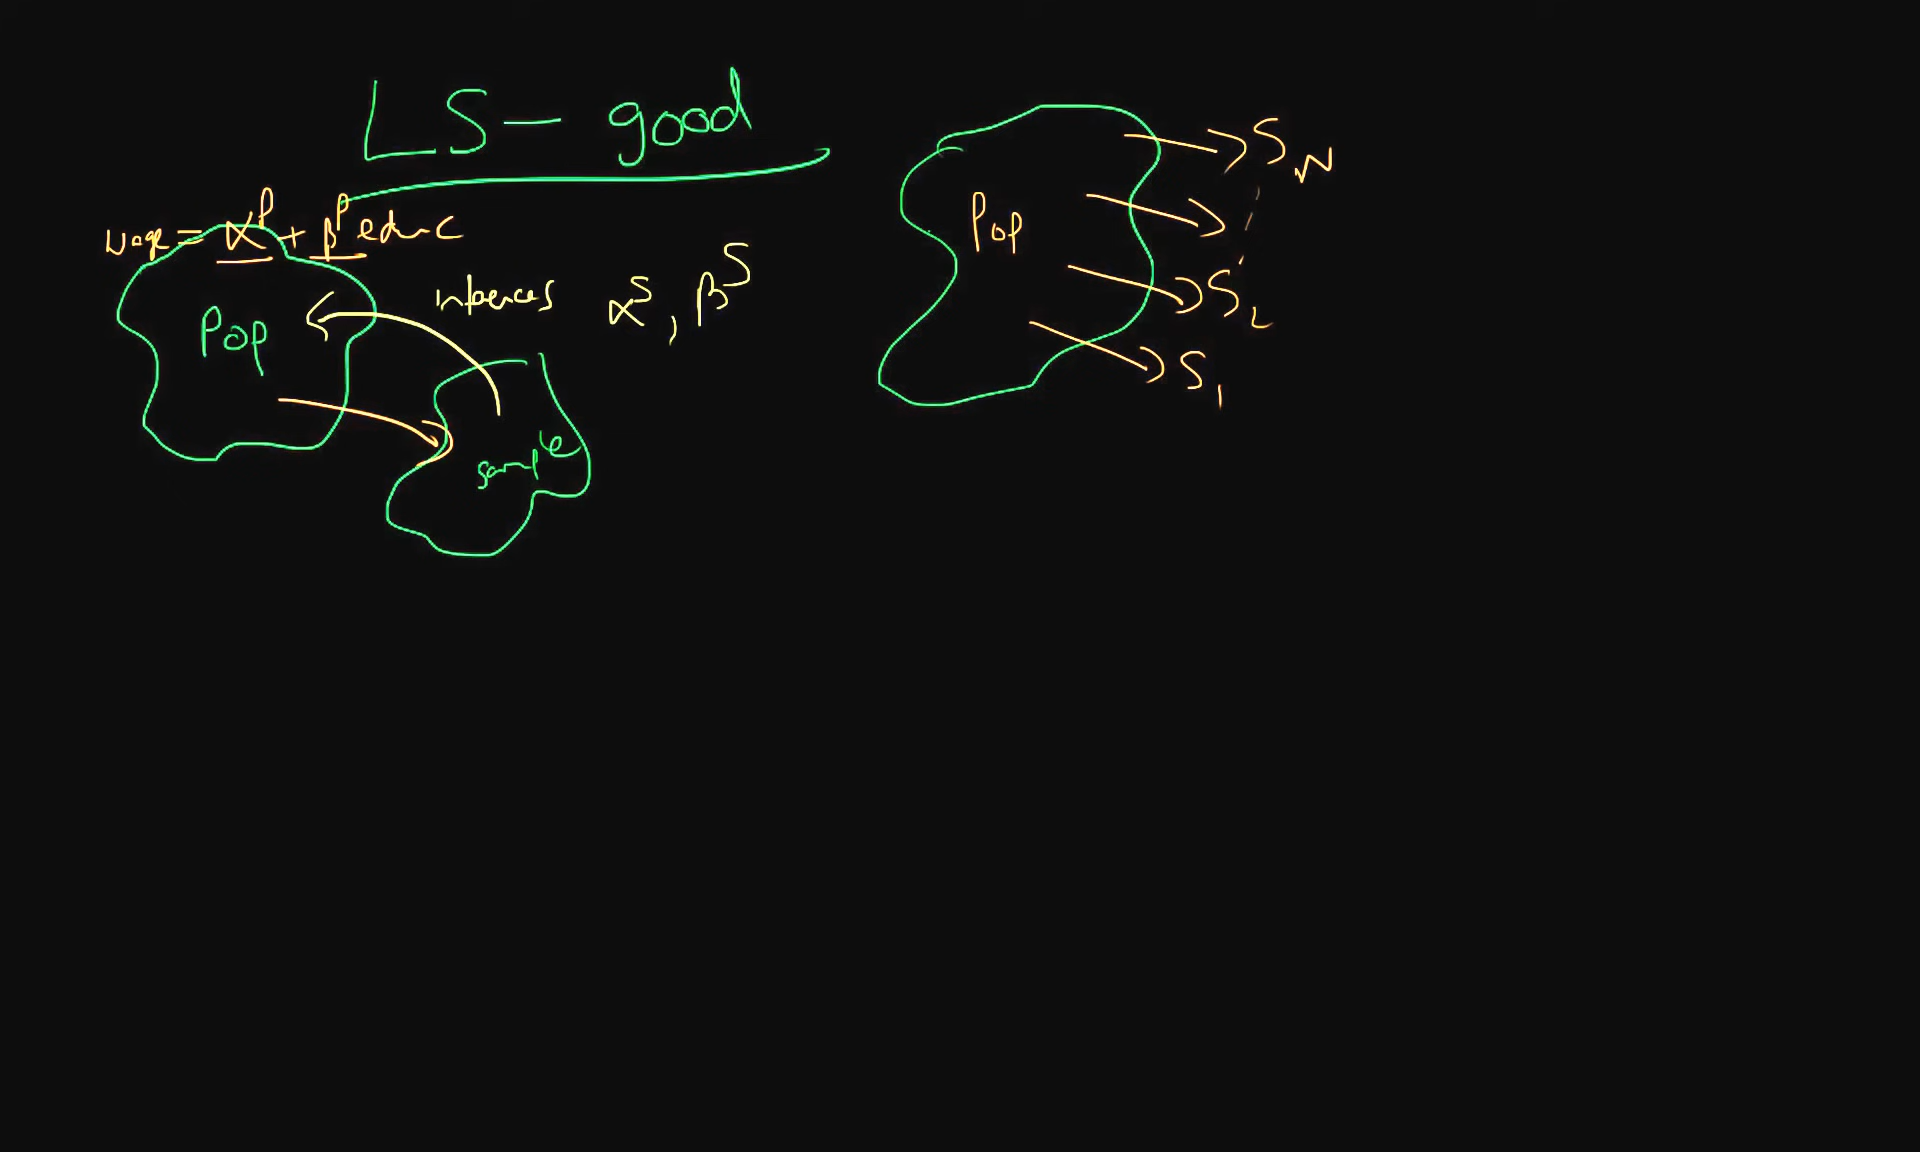 LS - good
wage = α^P + β^P educ
Pop
inferences α^S, β^S
sample
Pop
S_N
S_2
S_1